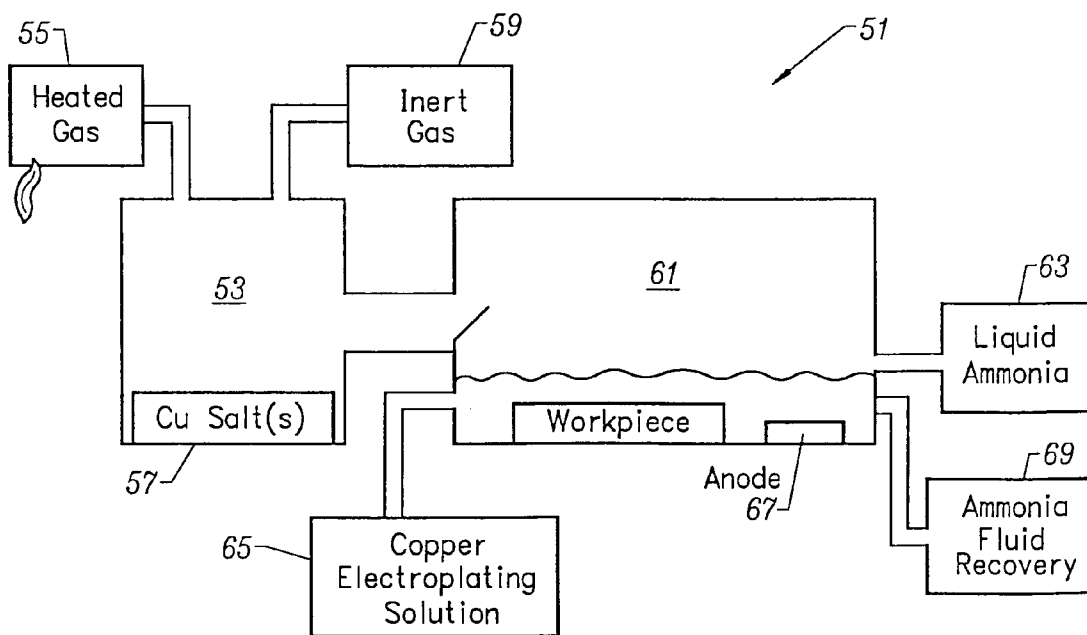 55
59
51
Heated
Gas
Inert
Gas
53
61
63
Liquid
Ammonia
Cu Salt(s)
Workpiece
57
Anode
67
69
65
Copper
Electroplating
Solution
Ammonia
Fluid
Recovery